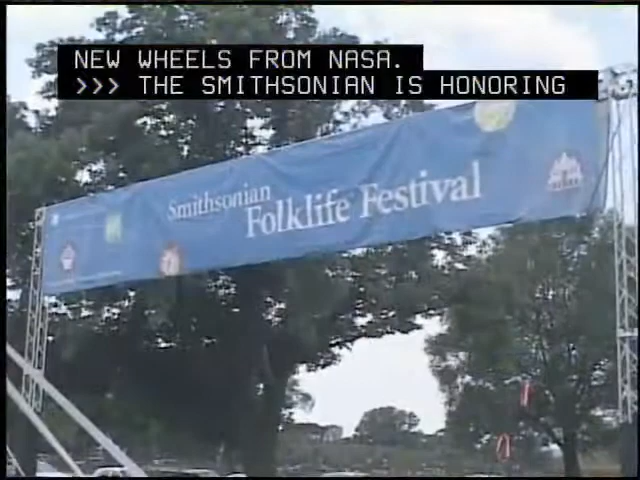 NEW WHEELS FROM NASA.
>>> THE SMITHSONIAN IS HONORING
Smithsonian
Folklife Festival